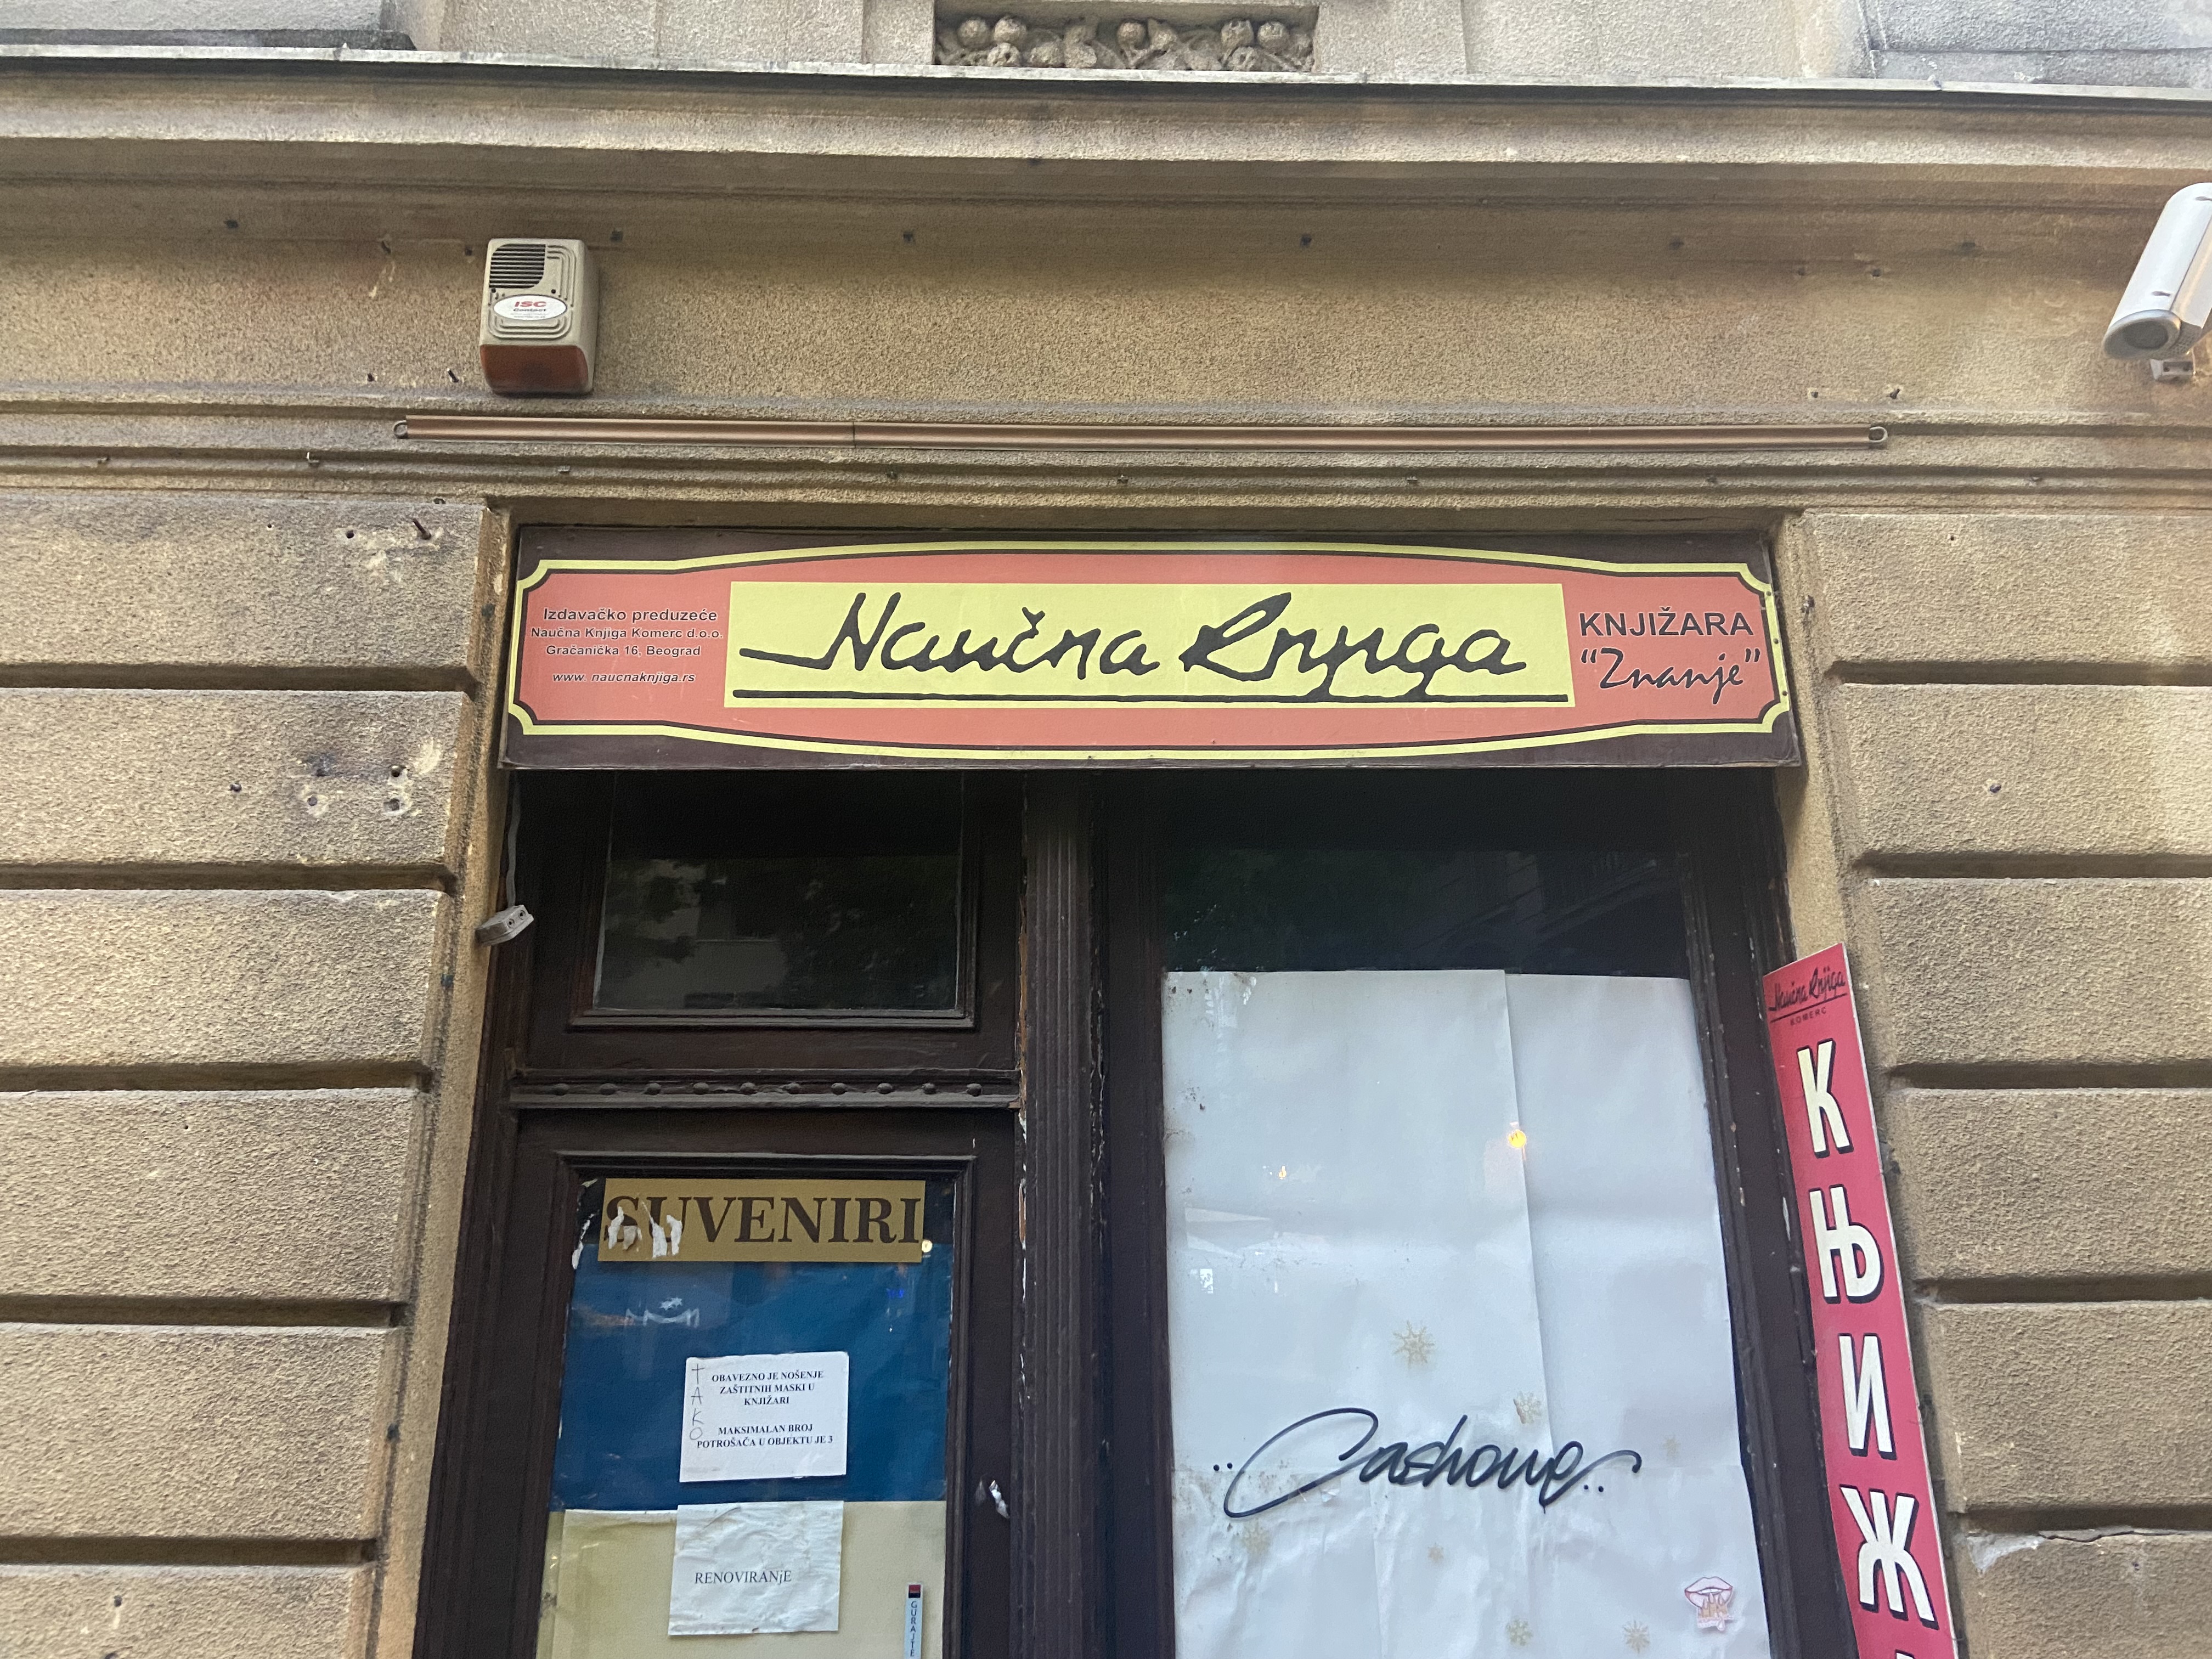 ISC
Contact
Izdavačko preduzeće
Naučna Knjiga Komerc d.o.o.
Gračanička 16, Beograd
www. naucnaknjiga.rs
Naučna Knjiga
KNJIŽARA
“Znanje”
Naučna Knjiga
KOMERC
КЊИЖ
SUVENIRI
TAKO
OBAVEZNO JE NOŠENJE
ZAŠTITNIH MASKI U
KNJIŽARI
MAKSIMALAN BROJ
POTROŠAČA U OBJEKTU JE 3
RENOVIRANjE
GURAJTE